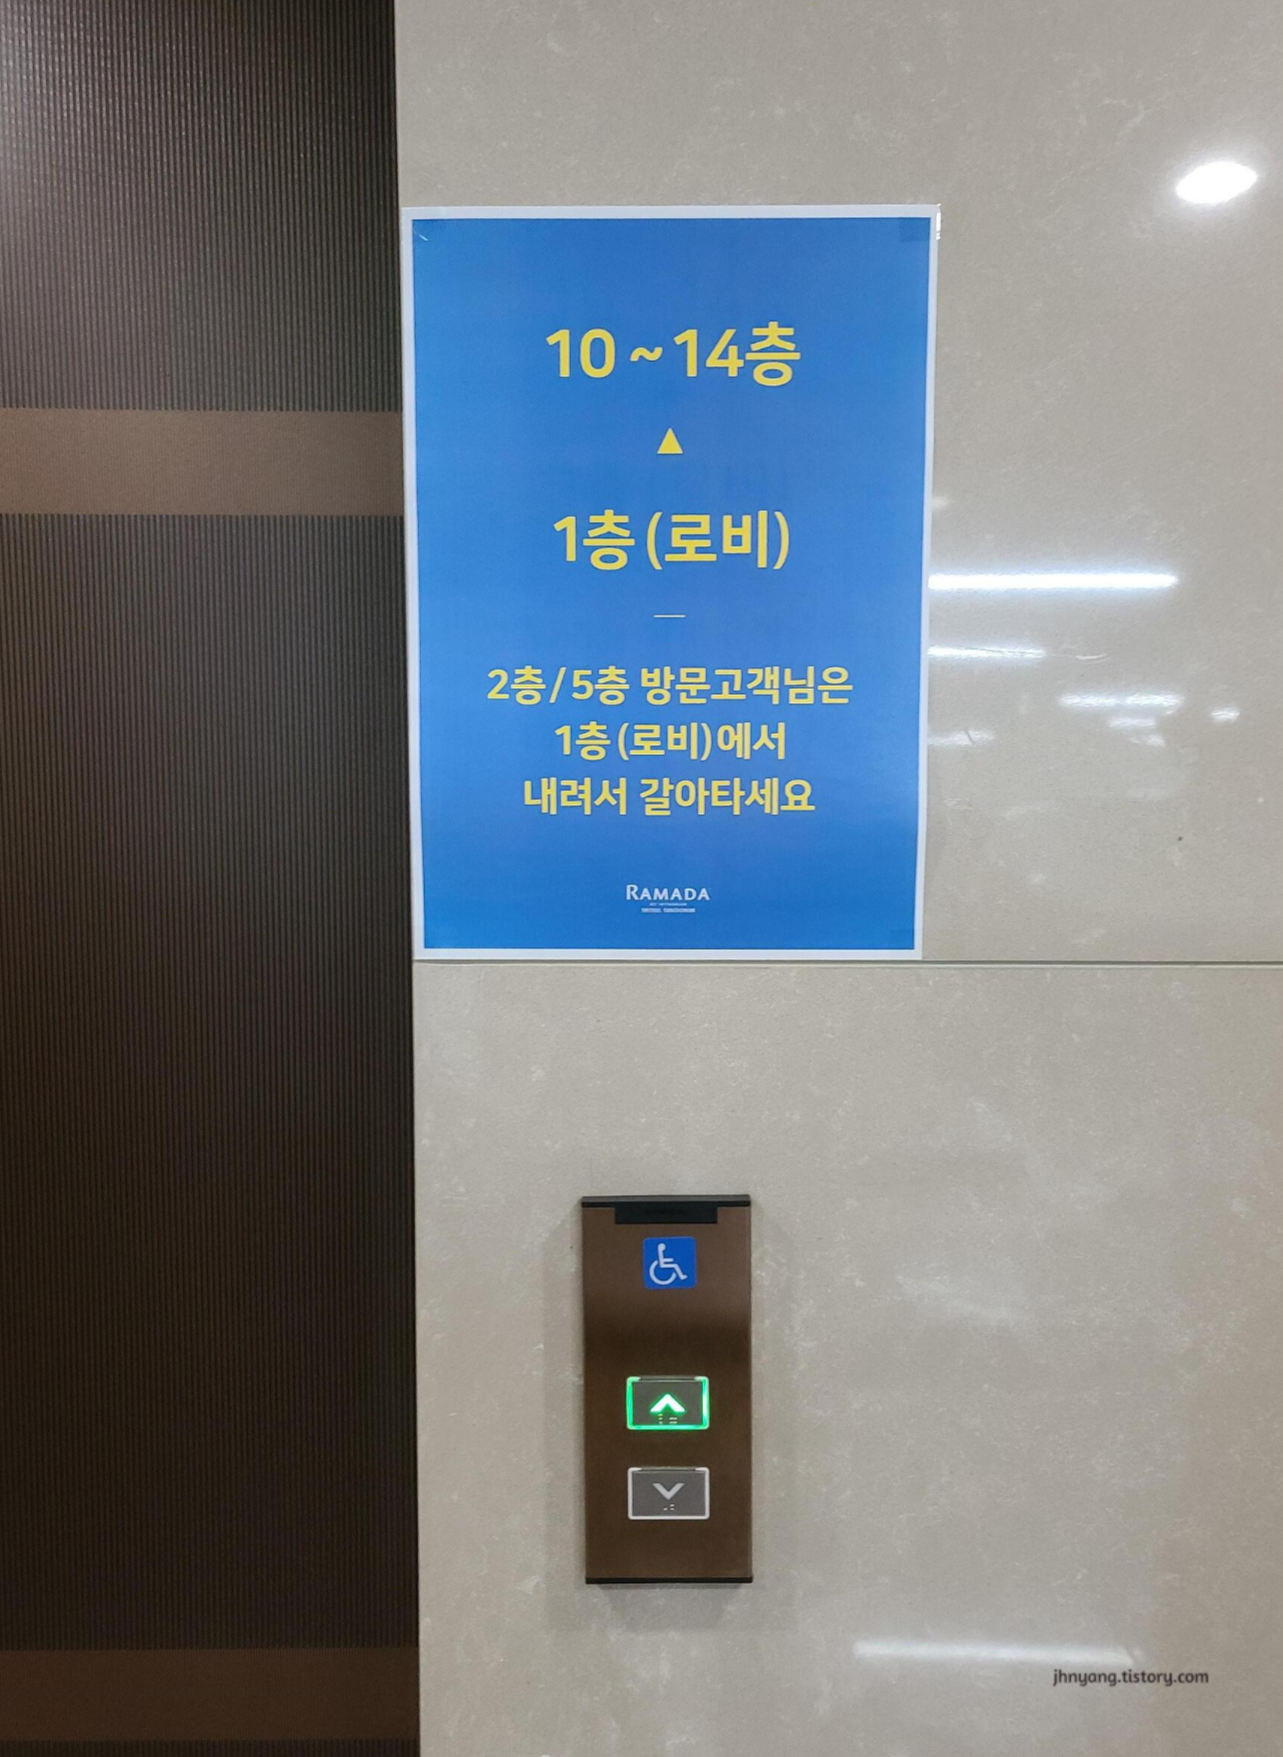 10~14층
▲
1층(로비)
2층/5층 방문고객님은
1층(로비)에서
내려서 갈아타세요
RAMADA
jhnyang.tistory.com